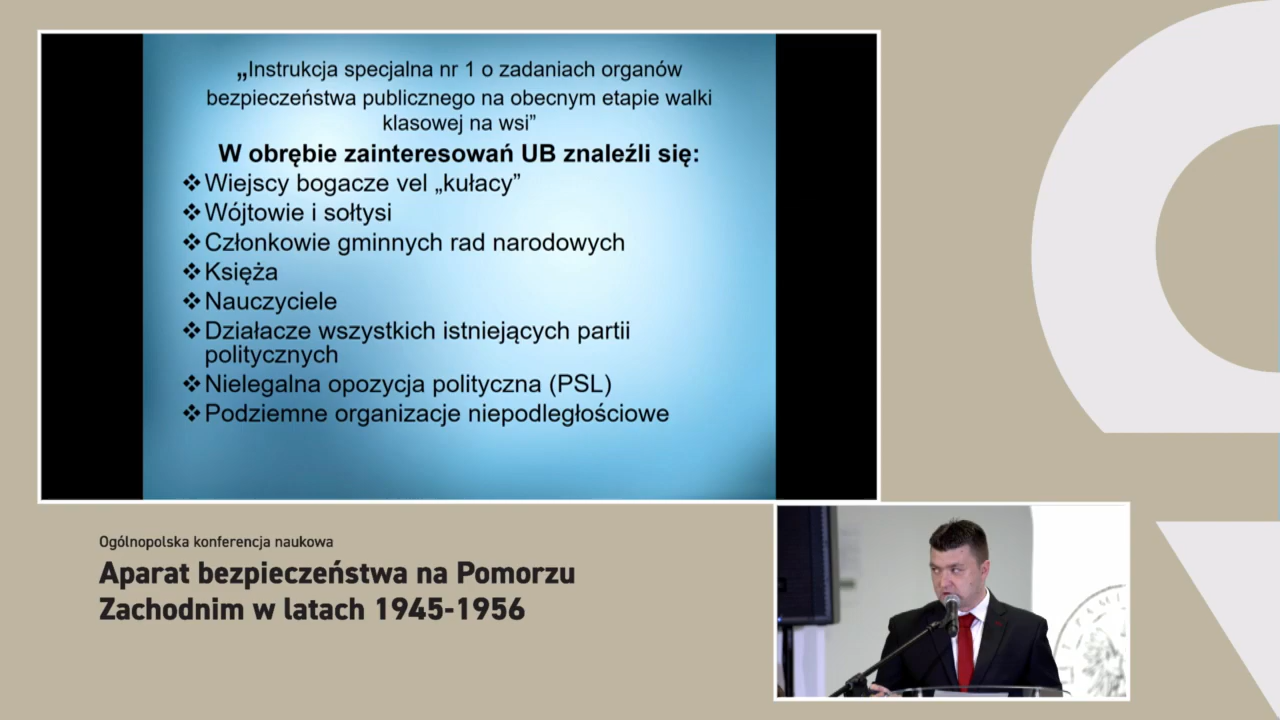 „Instrukcja specjalna nr 1 o zadaniach organów
bezpieczeństwa publicznego na obecnym etapie walki
klasowej na wsi”
W obrębie zainteresowań UB znaleźli się:
❖Wiejscy bogacze vel „kułacy”
❖Wójtowie i sołtysi
❖Członkowie gminnych rad narodowych
❖Księża
❖Nauczyciele
❖Działacze wszystkich istniejących partii
politycznych
❖Nielegalna opozycja polityczna (PSL)
❖Podziemne organizacje niepodległościowe
Ogólnopolska konferencja naukowa
Aparat bezpieczeństwa na Pomorzu
Zachodnim w latach 1945-1956